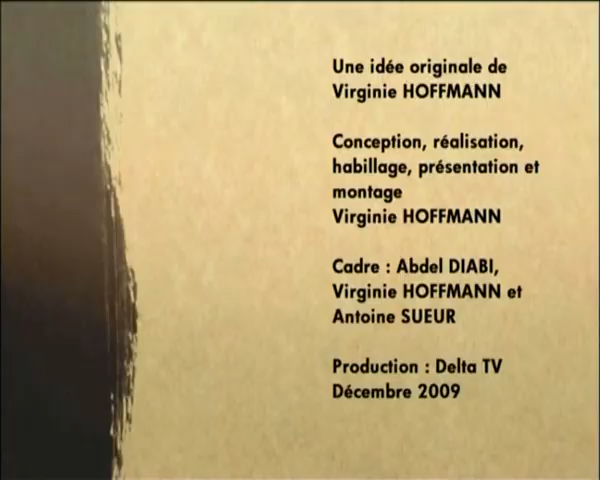 Une idée originale de
Virginie HOFFMANN
Conception, réalisation,
habillage, présentation et
montage
Virginie HOFFMANN
Cadre : Abdel DIABI,
Virginie HOFFMANN et
Antoine SUEUR
Production : Delta TV
Décembre 2009